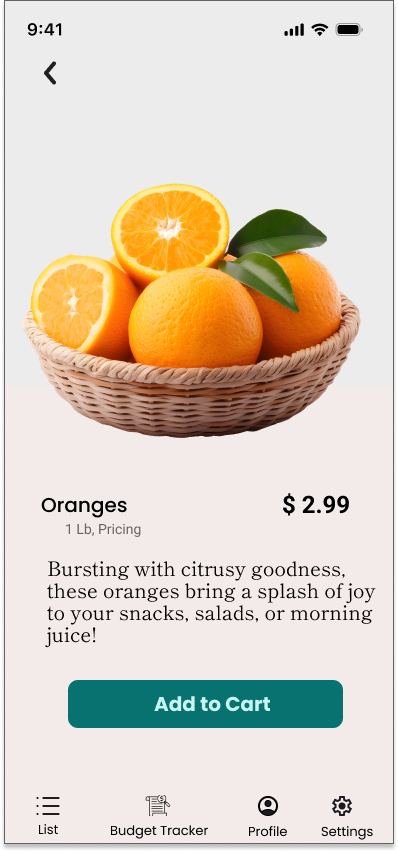 9:41
Oranges
$ 2.99
1 Lb, Pricing
Bursting with citrusy goodness,
these oranges bring a splash of joy
to your snacks, salads, or morning
juice!
Add to Cart
List
Budget Tracker
Profile
Settings